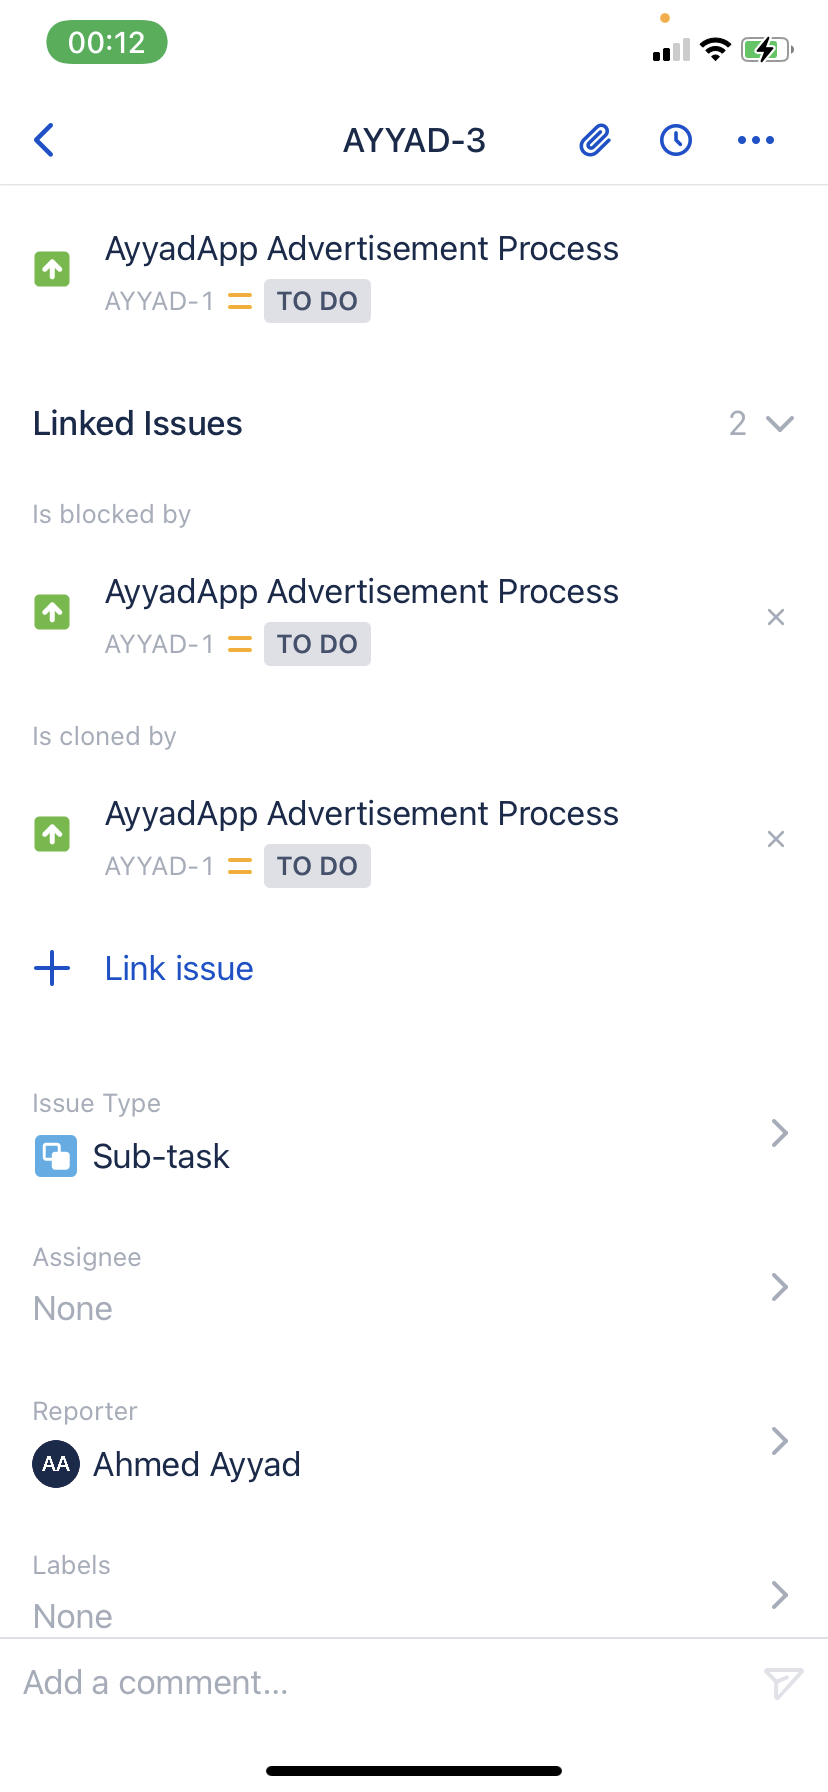 00:12
AYYAD-3
AyyadApp Advertisement Process
AYYAD-1 TO DO
Linked Issues 2
Is blocked by
AyyadApp Advertisement Process
AYYAD-1 TO DO
Is cloned by
AyyadApp Advertisement Process
AYYAD-1 TO DO
Link issue
Issue Type
Sub-task
Assignee
None
Reporter
AA Ahmed Ayyad
Labels
None
Add a comment...